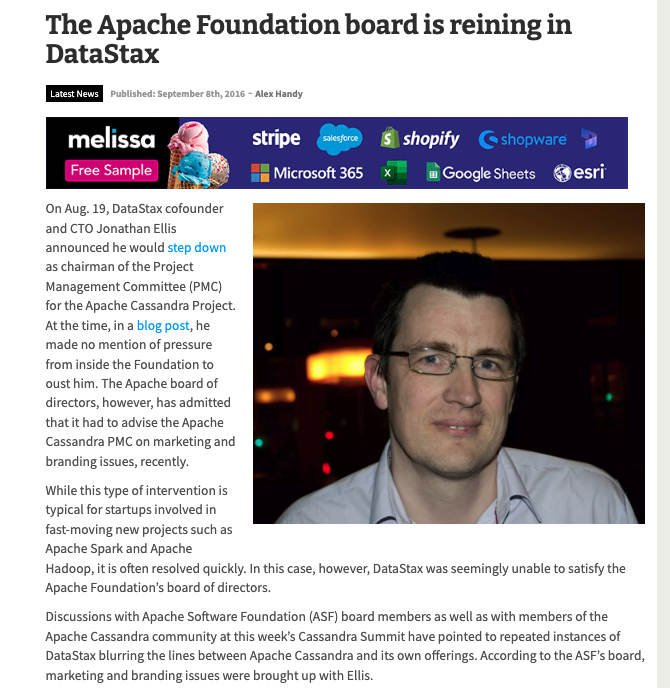 The Apache Foundation board is reining in
DataStax
Latest News Published: September 8th, 2016 - Alex Handy
melissa
Free Sample
stripe salesforce shopify shopware
Microsoft 365 Google Sheets esri
On Aug. 19, DataStax cofounder
and CTO Jonathan Ellis
announced he would step down
as chairman of the Project
Management Committee (PMC)
for the Apache Cassandra Project.
At the time, in a blog post, he
made no mention of pressure
from inside the Foundation to
oust him. The Apache board of
directors, however, has admitted
that it had to advise the Apache
Cassandra PMC on marketing and
branding issues, recently.
While this type of intervention is
typical for startups involved in
fast-moving new projects such as
Apache Spark and Apache
Hadoop, it is often resolved quickly. In this case, however, DataStax was seemingly unable to satisfy the
Apache Foundation’s board of directors.
Discussions with Apache Software Foundation (ASF) board members as well as with members of the
Apache Cassandra community at this week’s Cassandra Summit have pointed to repeated instances of
DataStax blurring the lines between Apache Cassandra and its own offerings. According to the ASF’s board,
marketing and branding issues were brought up with Ellis.